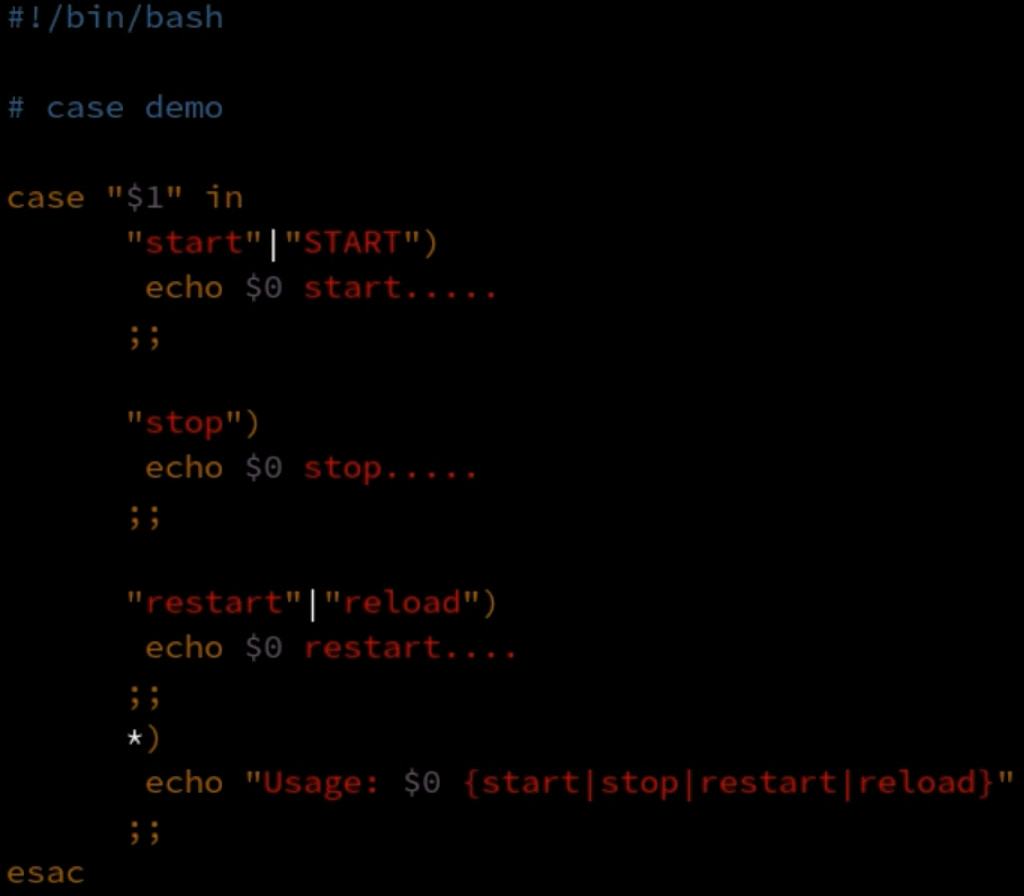 #!/bin/bash
# case demo
case "$1" in
"start"|"START")
echo $0 start.....
;;
"stop")
echo $0 stop.....
;;
"restart"|"reload")
echo $0 restart....
;;
*)
echo "Usage: $0 {start|stop|restart|reload}"
;;
esac